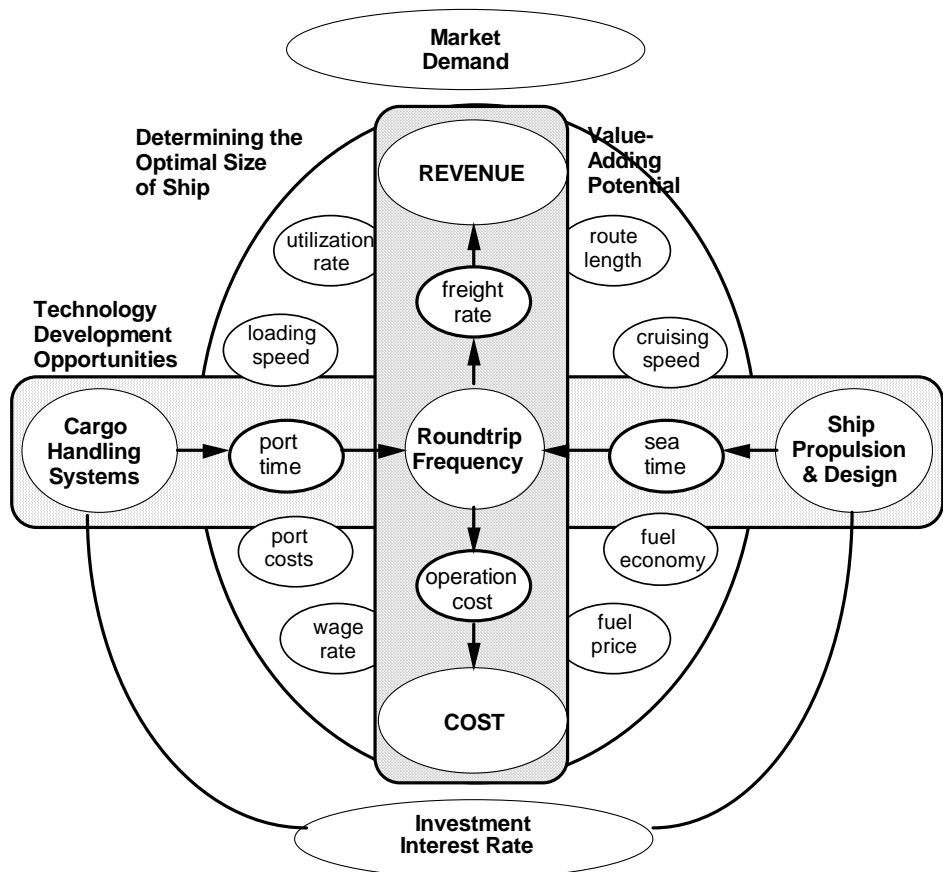 Market
Demand
Determining the
Optimal Size
of Ship
Value-
Adding
Potential
REVENUE
utilization
rate
route
length
freight
rate
Technology
Development
Opportunities
loading
speed
cruising
speed
Cargo
Handling
Systems
port
time
Roundtrip
Frequency
sea
time
Ship
Propulsion
& Design
port
costs
fuel
economy
operation
cost
wage
rate
fuel
price
COST
Investment
Interest Rate